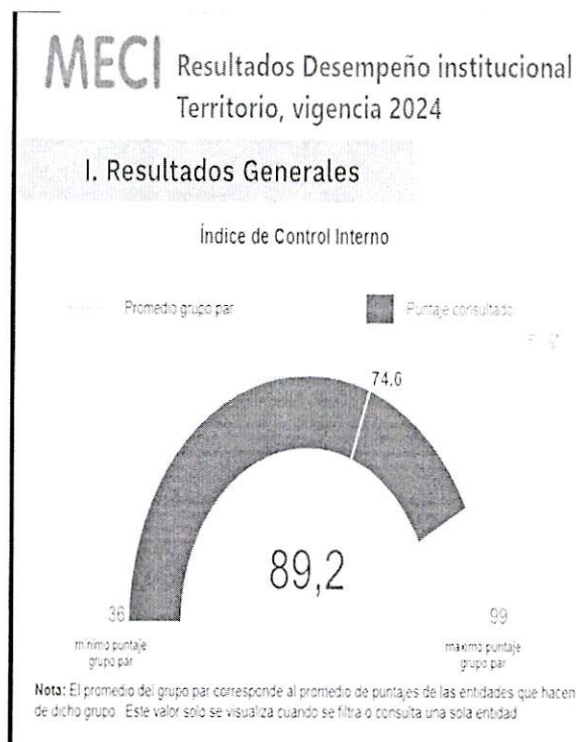 MECI Resultados Desempeño institucional
Territorio, vigencia 2024
I. Resultados Generales
Índice de Control Interno
Promedio grupo par
Puntaje consultado
74,6
89,2
36
mínimo puntaje
grupo par
99
maximo puntaje
grupo par
Nota: El promedio del grupo par corresponde al promedio de puntajes de las entidades que hacen
de dicho grupo. Este valor solo se visualiza cuando se filtra o consulta una sola entidad